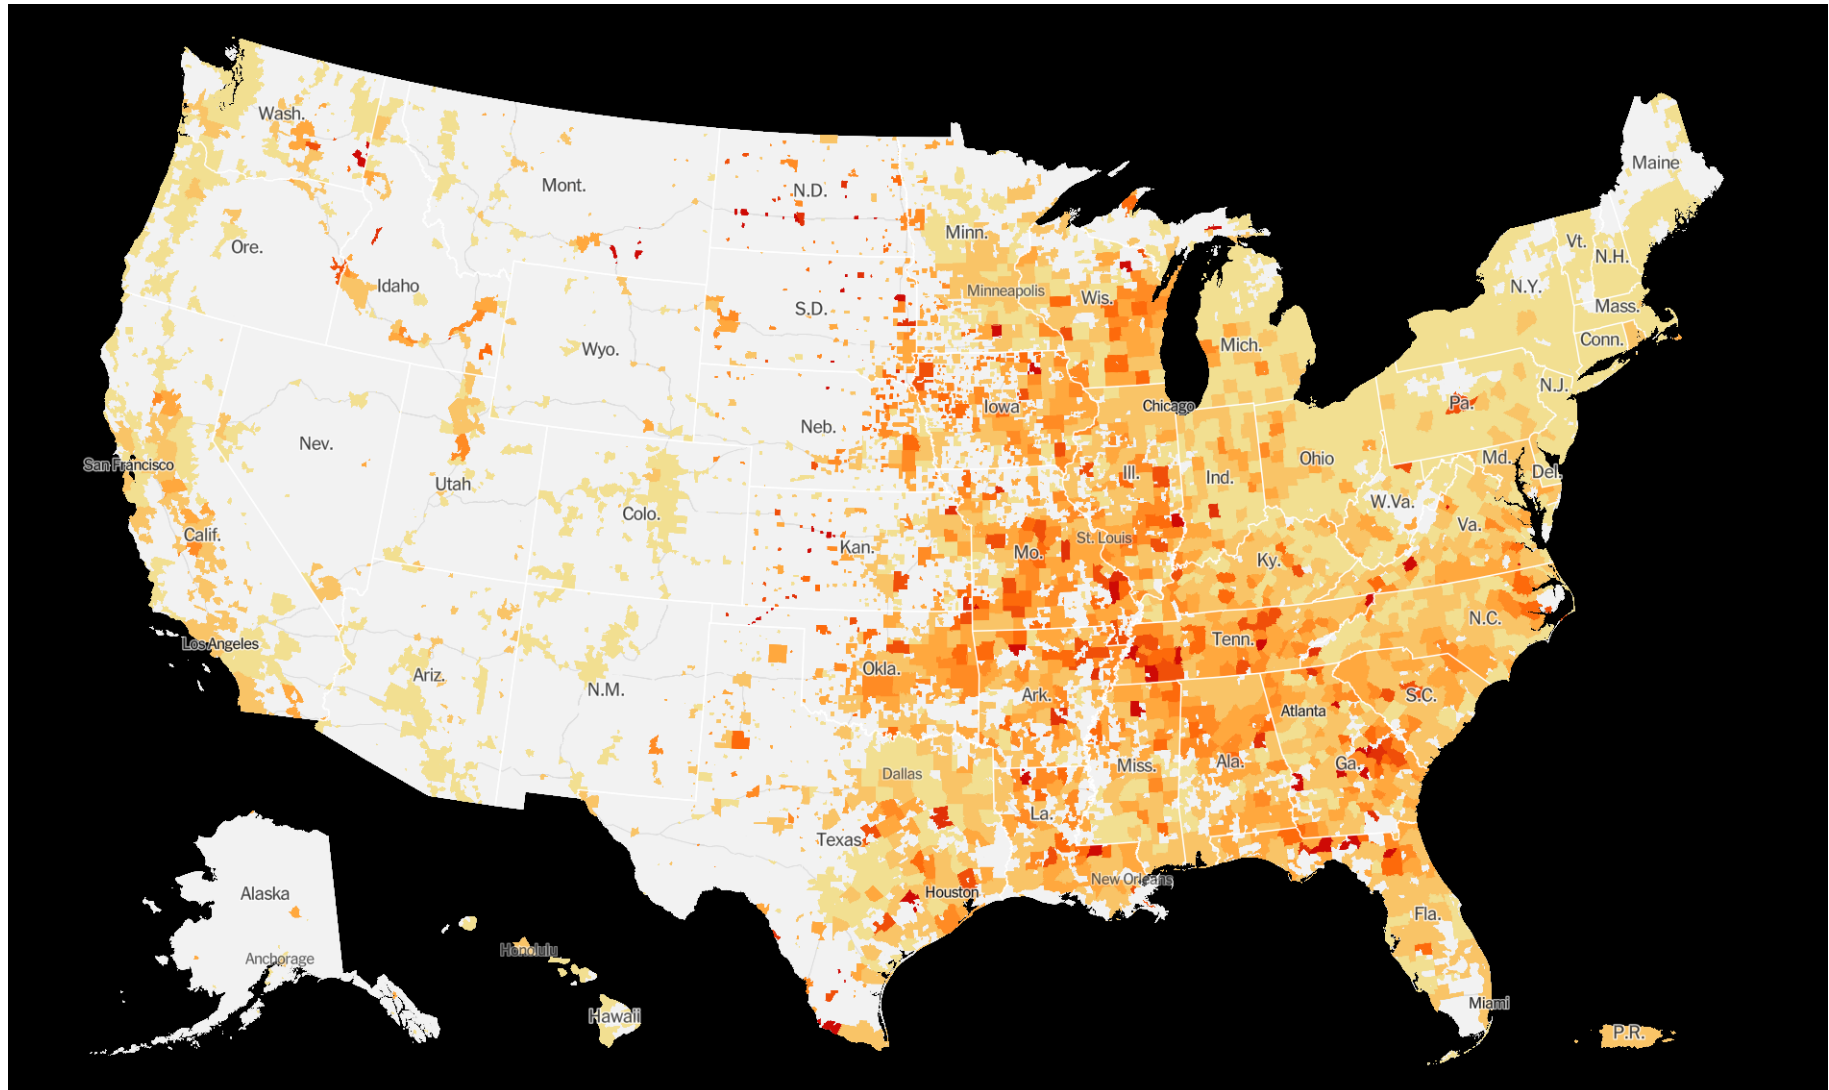 Wash.
Mont.
N.D.
Minn.
Maine
Ore.
Idaho
Vt.
N.H.
Minneapolis
Wis.
N.Y.
Mass.
S.D.
Wyo.
Mich.
Conn.
N.J.
Iowa
Chicago
Pa.
Nev.
Neb.
San Francisco
Utah
Ill.
Ind.
Ohio
Md.
Del.
Colo.
W.Va.
Calif.
Kan.
Mo.
St. Louis
Va.
Ky.
N.C.
Los Angeles
Tenn.
Ariz.
N.M.
Okla.
Ark.
S.C.
Atlanta
Dallas
Miss.
Ala.
Ga.
La.
Texas
Alaska
Houston
New Orleans
Fla.
Honolulu
Anchorage
Miami
Hawaii
P.R.